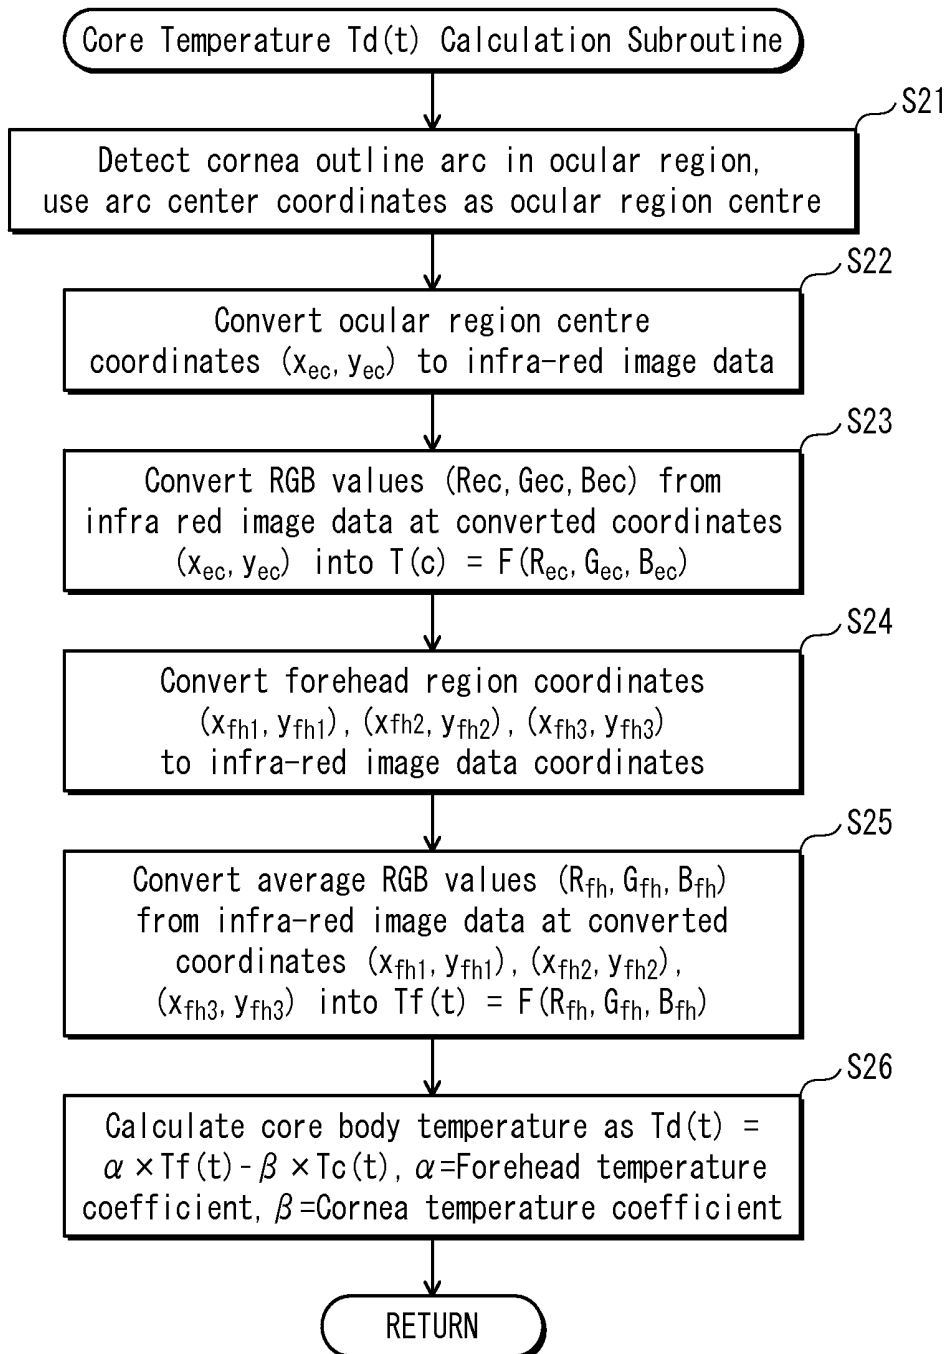 Core Temperature Td(t) Calculation Subroutine
S21
Detect cornea outline arc in ocular region,
use arc center coordinates as ocular region centre
S22
Convert ocular region centre
coordinates (xec, yec) to infra-red image data
S23
Convert RGB values (Rec, Gec, Bec) from
infra red image data at converted coordinates
(xec, yec) into T(c) = F(Rec, Gec, Bec)
S24
Convert forehead region coordinates
(xfh1, yfh1), (xfh2, yfh2), (xfh3, yfh3)
to infra-red image data coordinates
S25
Convert average RGB values (Rfh, Gfh, Bfh)
from infra-red image data at converted
coordinates (xfh1, yfh1), (xfh2, yfh2),
(xfh3, yfh3) into Tf(t) = F(Rfh, Gfh, Bfh)
S26
Calculate core body temperature as Td(t) =
α×Tf(t)-β×Tc(t), α=Forehead temperature
coefficient, β=Cornea temperature coefficient
RETURN